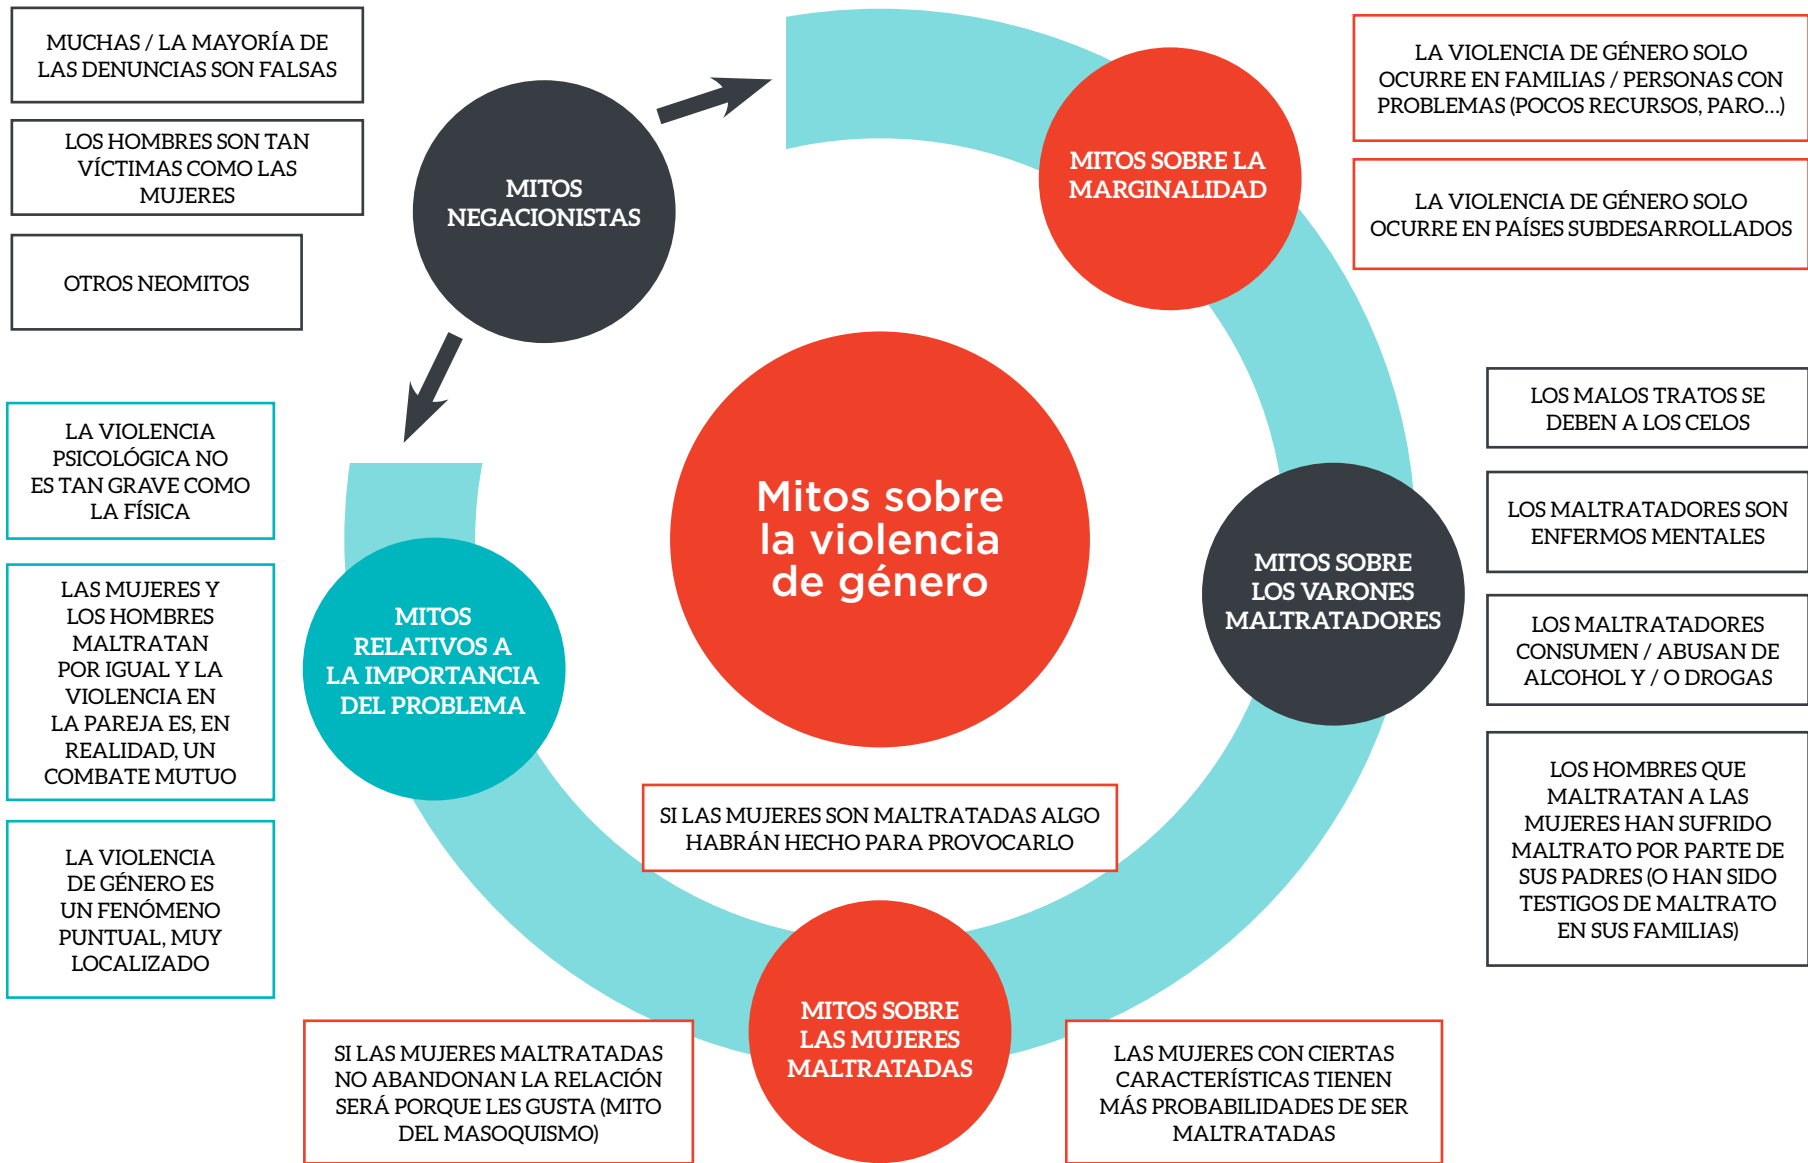 MUCHAS / LA MAYORÍA DE
LAS DENUNCIAS SON FALSAS
LOS HOMBRES SON TAN
VÍCTIMAS COMO LAS
MUJERES
OTROS NEOMITOS
MITOS
NEGACIONISTAS
MITOS SOBRE LA
MARGINALIDAD
LA VIOLENCIA DE GÉNERO SOLO
OCURRE EN FAMILIAS / PERSONAS CON
PROBLEMAS (POCOS RECURSOS, PARO...)
LA VIOLENCIA DE GÉNERO SOLO
OCURRE EN PAÍSES SUBDESARROLLADOS
LA VIOLENCIA
PSICOLÓGICA NO
ES TAN GRAVE COMO
LA FÍSICA
LAS MUJERES Y
LOS HOMBRES
MALTRATAN
POR IGUAL Y LA
VIOLENCIA EN
LA PAREJA ES, EN
REALIDAD, UN
COMBATE MUTUO
LA VIOLENCIA
DE GÉNERO ES
UN FENÓMENO
PUNTUAL, MUY
LOCALIZADO
MITOS
RELATIVOS A
LA IMPORTANCIA
DEL PROBLEMA
Mitos sobre
la violencia
de género
MITOS SOBRE
LOS VARONES
MALTRATADORES
LOS MALOS TRATOS SE
DEBEN A LOS CELOS
LOS MALTRATADORES SON
ENFERMOS MENTALES
LOS MALTRATADORES
CONSUMEN / ABUSAN DE
ALCOHOL Y / O DROGAS
LOS HOMBRES QUE
MALTRATAN A LAS
MUJERES HAN SUFRIDO
MALTRATO POR PARTE DE
SUS PADRES (O HAN SIDO
TESTIGOS DE MALTRATO
EN SUS FAMILIAS)
SI LAS MUJERES SON MALTRATADAS ALGO
HABRÁN HECHO PARA PROVOCARLO
SI LAS MUJERES MALTRATADAS
NO ABANDONAN LA RELACIÓN
SERÁ PORQUE LES GUSTA (MITO
DEL MASOQUISMO)
MITOS SOBRE
LAS MUJERES
MALTRATADAS
LAS MUJERES CON CIERTAS
CARACTERÍSTICAS TIENEN
MÁS PROBABILIDADES DE SER
MALTRATADAS